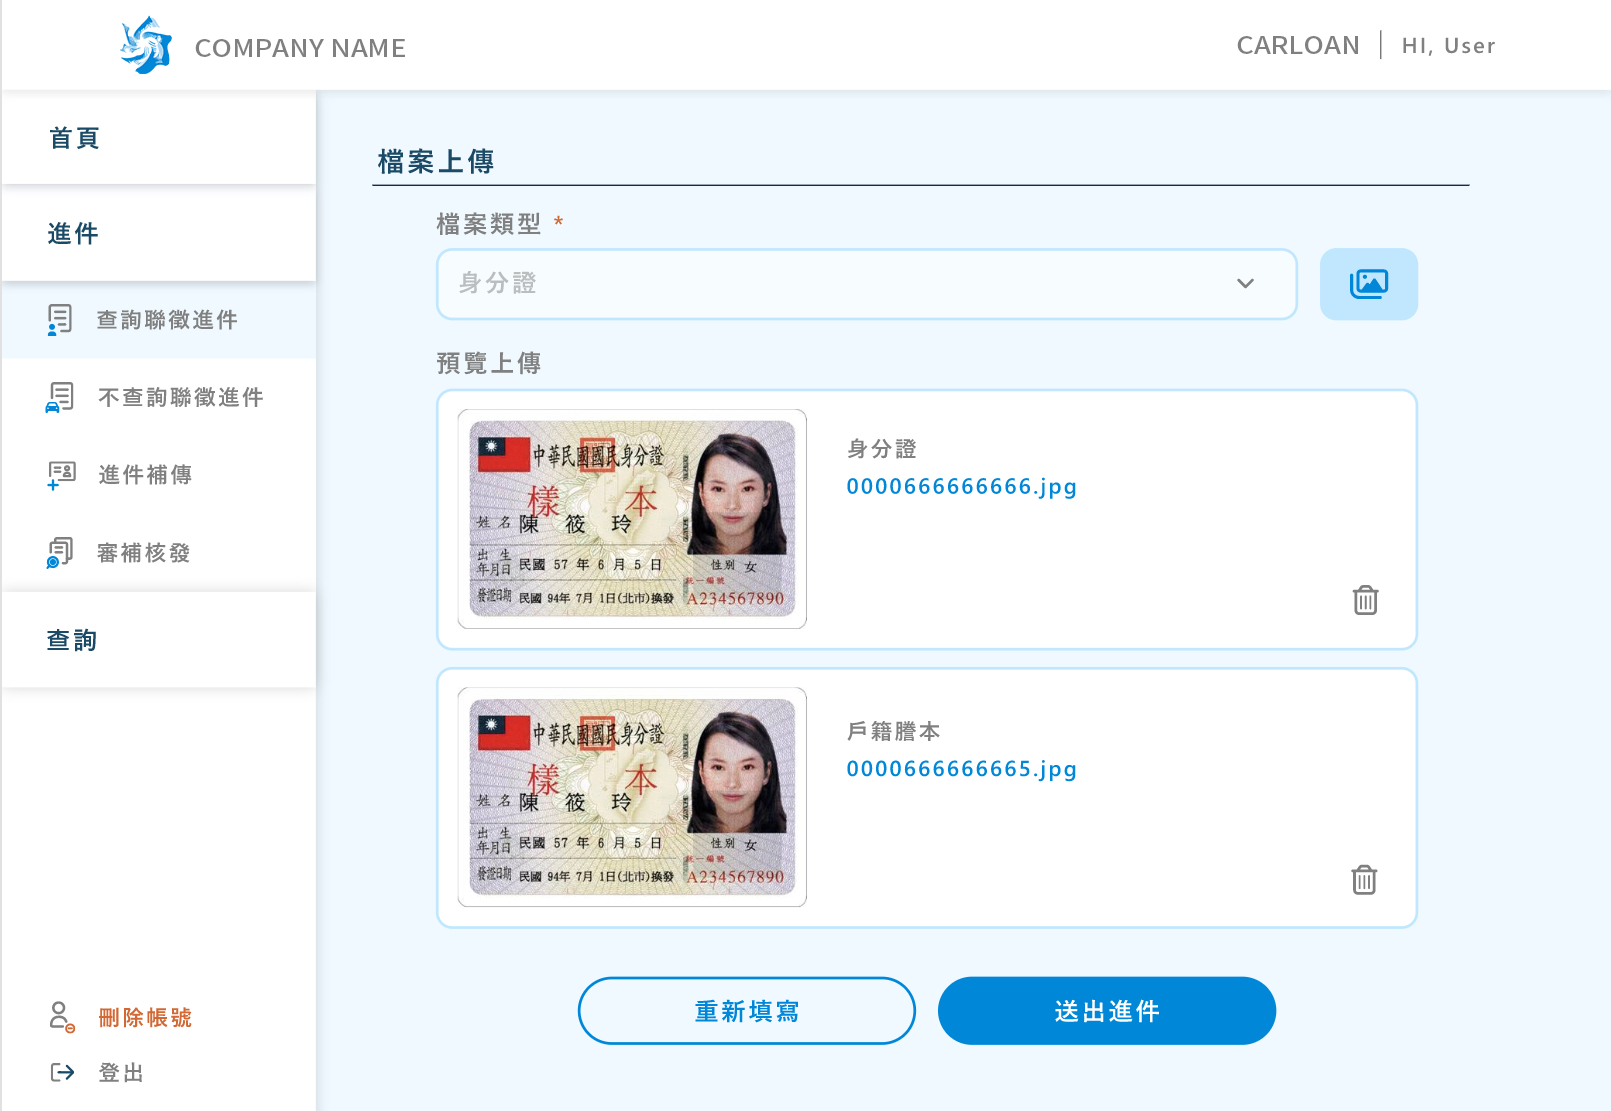 COMPANY NAME
CARLOAN
HI, User
首頁
進件
查詢聯徵進件
不查詢聯徵進件
進件補傳
審補核發
查詢
刪除帳號
登出
檔案上傳
檔案類型 *
身分證
預覽上傳
中華民國國民身分證
樣 本
姓 名 陳 筱 玲
出 生
年月日 民國 57 年 6 月 5 日
性別 女
統一編號
發證日期 民國 94年 7月 1日(北市)換發
A234567890
身分證
0000666666666.jpg
中華民國國民身分證
樣 本
姓 名 陳 筱 玲
出 生
年月日 民國 57 年 6 月 5 日
性別 女
統一編號
發證日期 民國 94年 7月 1日(北市)換發
A234567890
戶籍謄本
0000666666665.jpg
重新填寫
送出進件